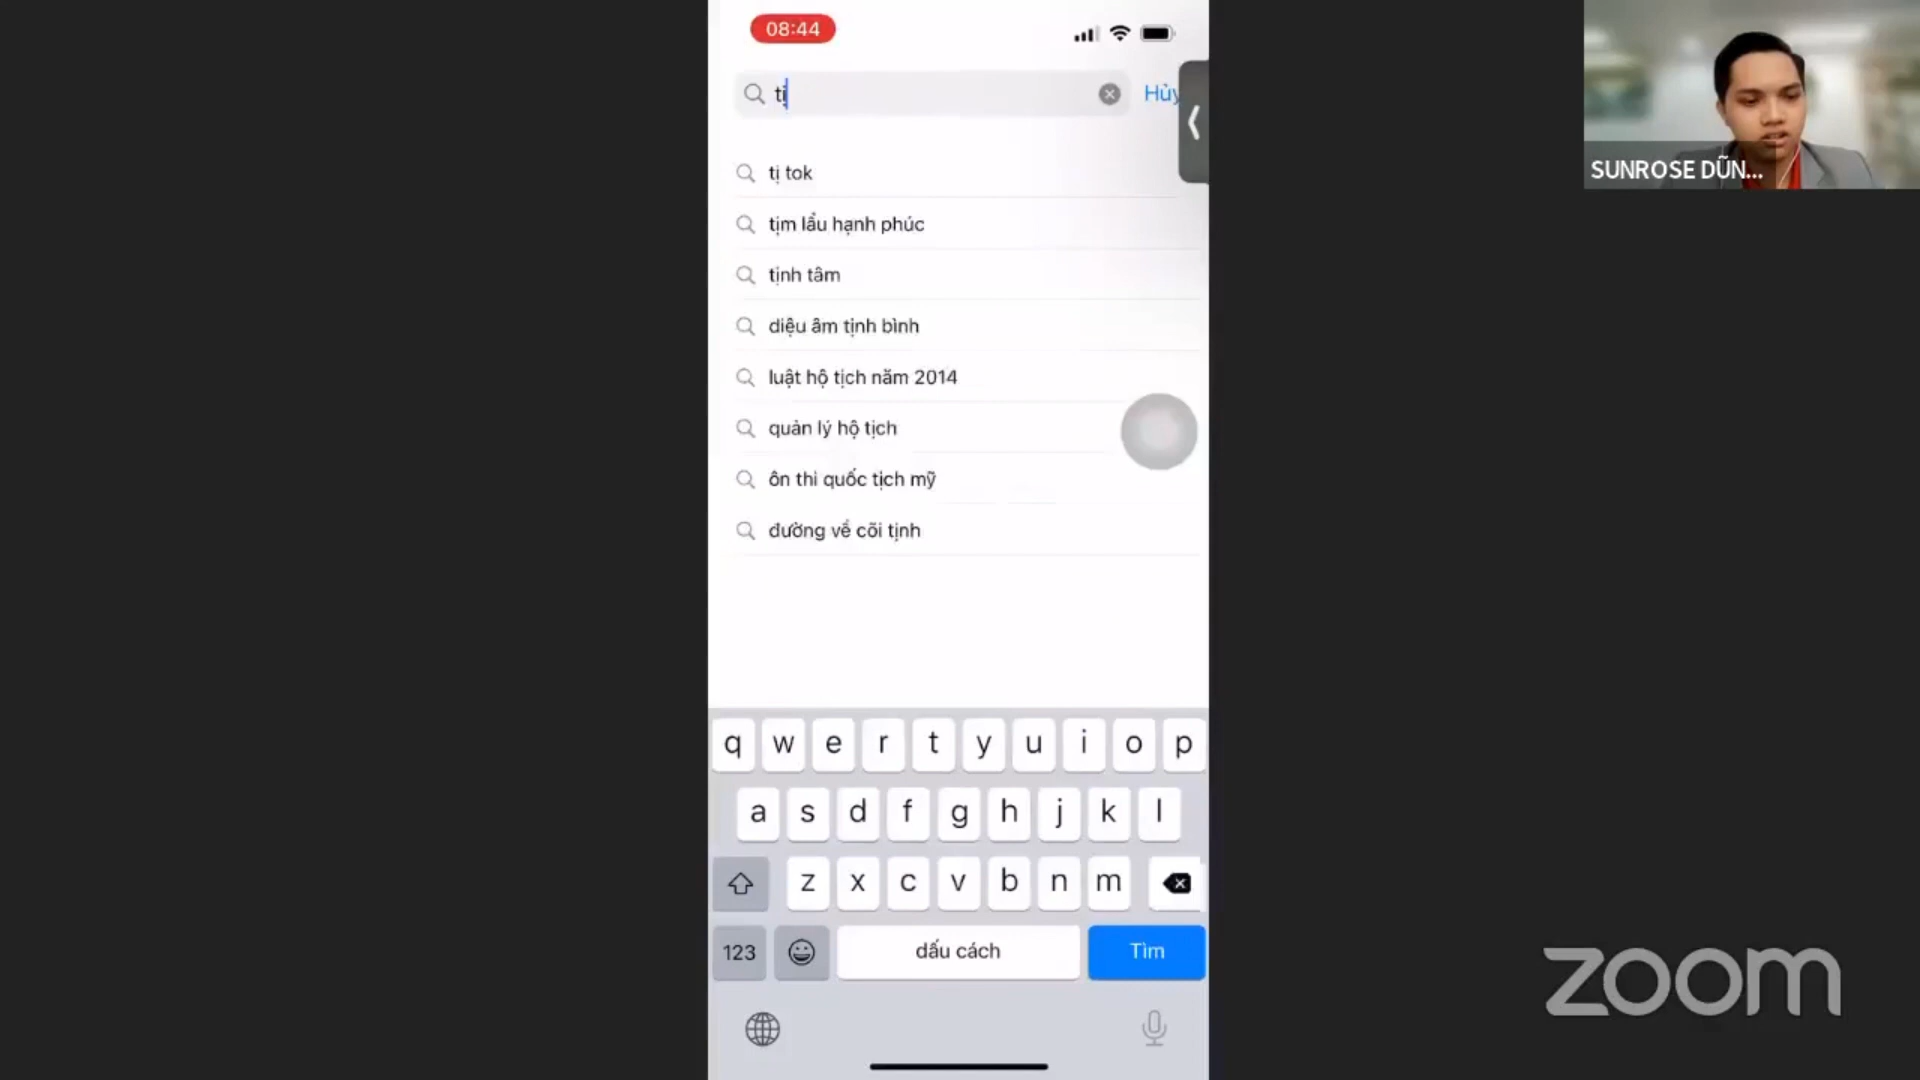 08:44
tị
Hủy
SUNROSE DŨN...
tị tok
tịm lẩu hạnh phúc
tịnh tâm
diệu âm tịnh bình
luật hộ tịch năm 2014
quản lý hộ tịch
ôn thi quốc tịch mỹ
đường về cõi tịnh
q w e r t y u i o p
a s d f g h j k l
z x c v b n m
123 dấu cách Tìm
zoom